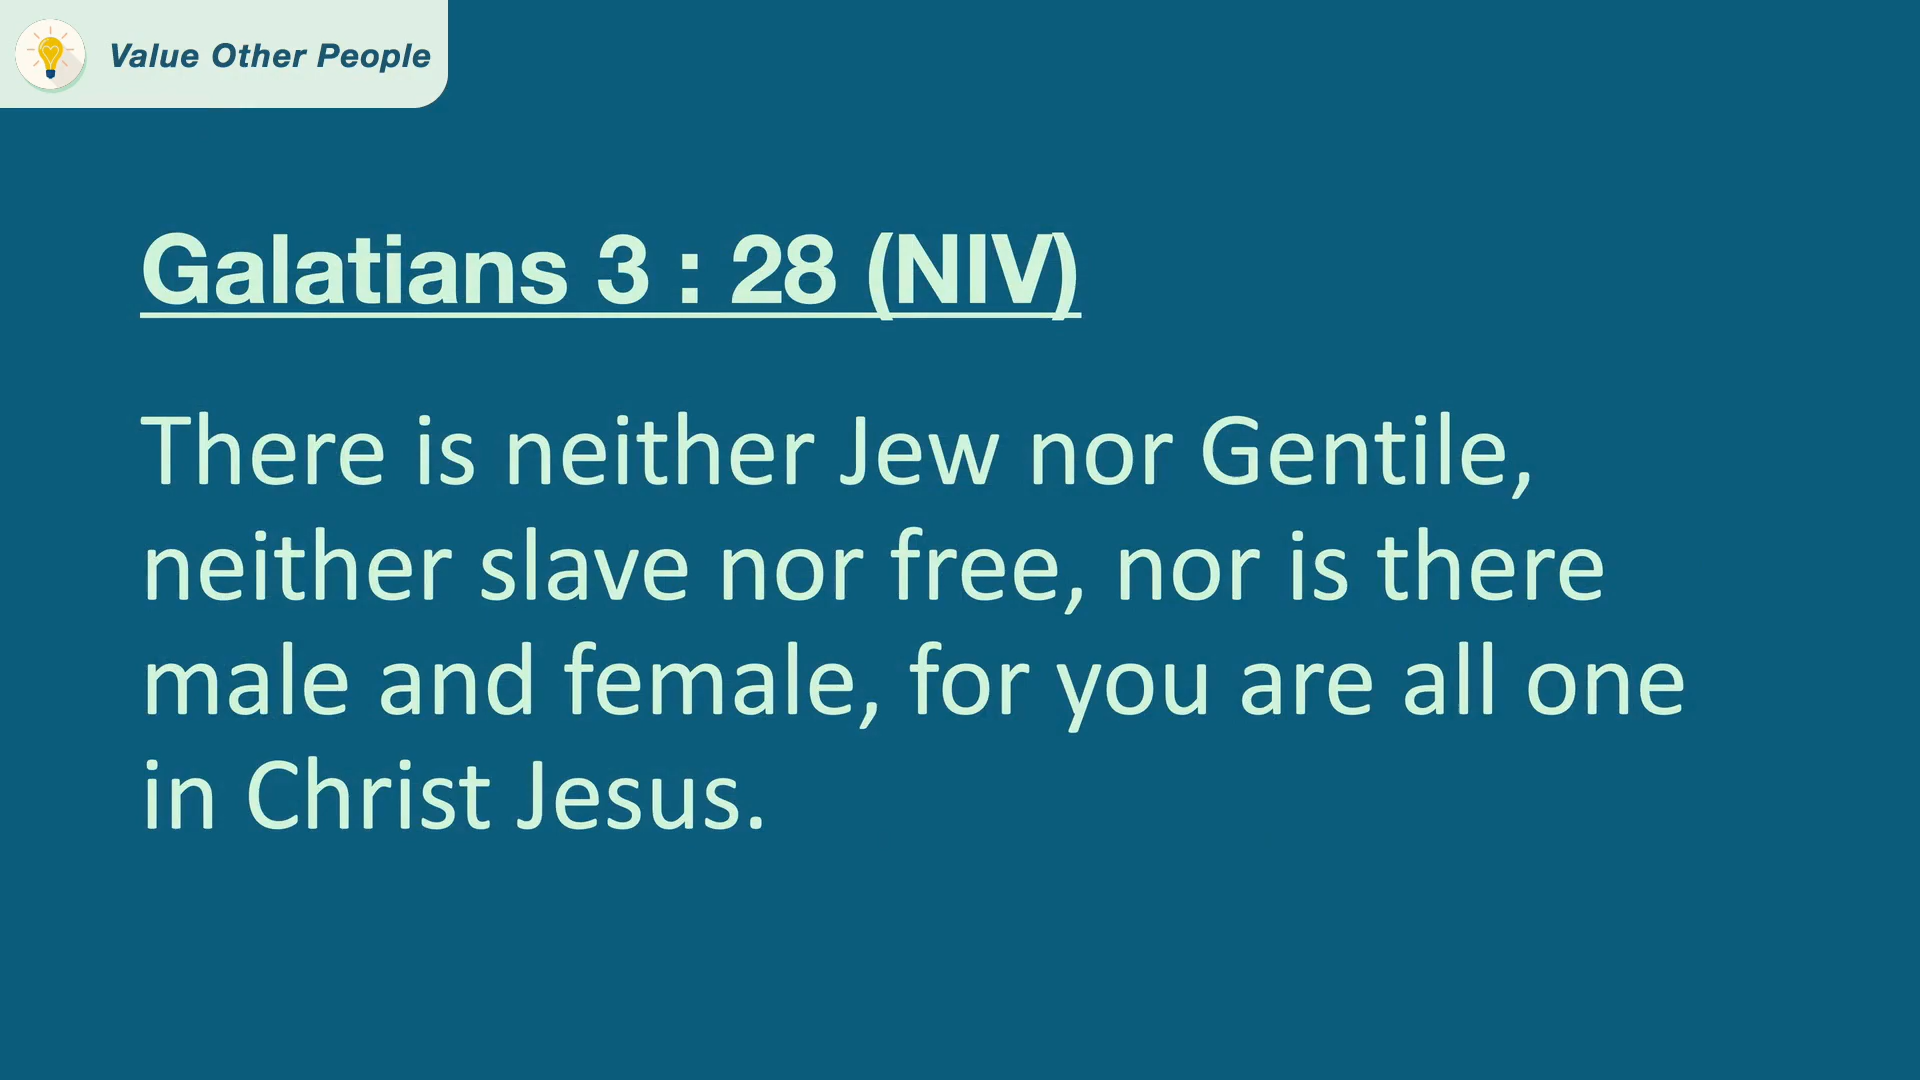 Value Other People
Galatians 3 : 28 (NIV)
There is neither Jew nor Gentile,
neither slave nor free, nor is there
male and female, for you are all one
in Christ Jesus.